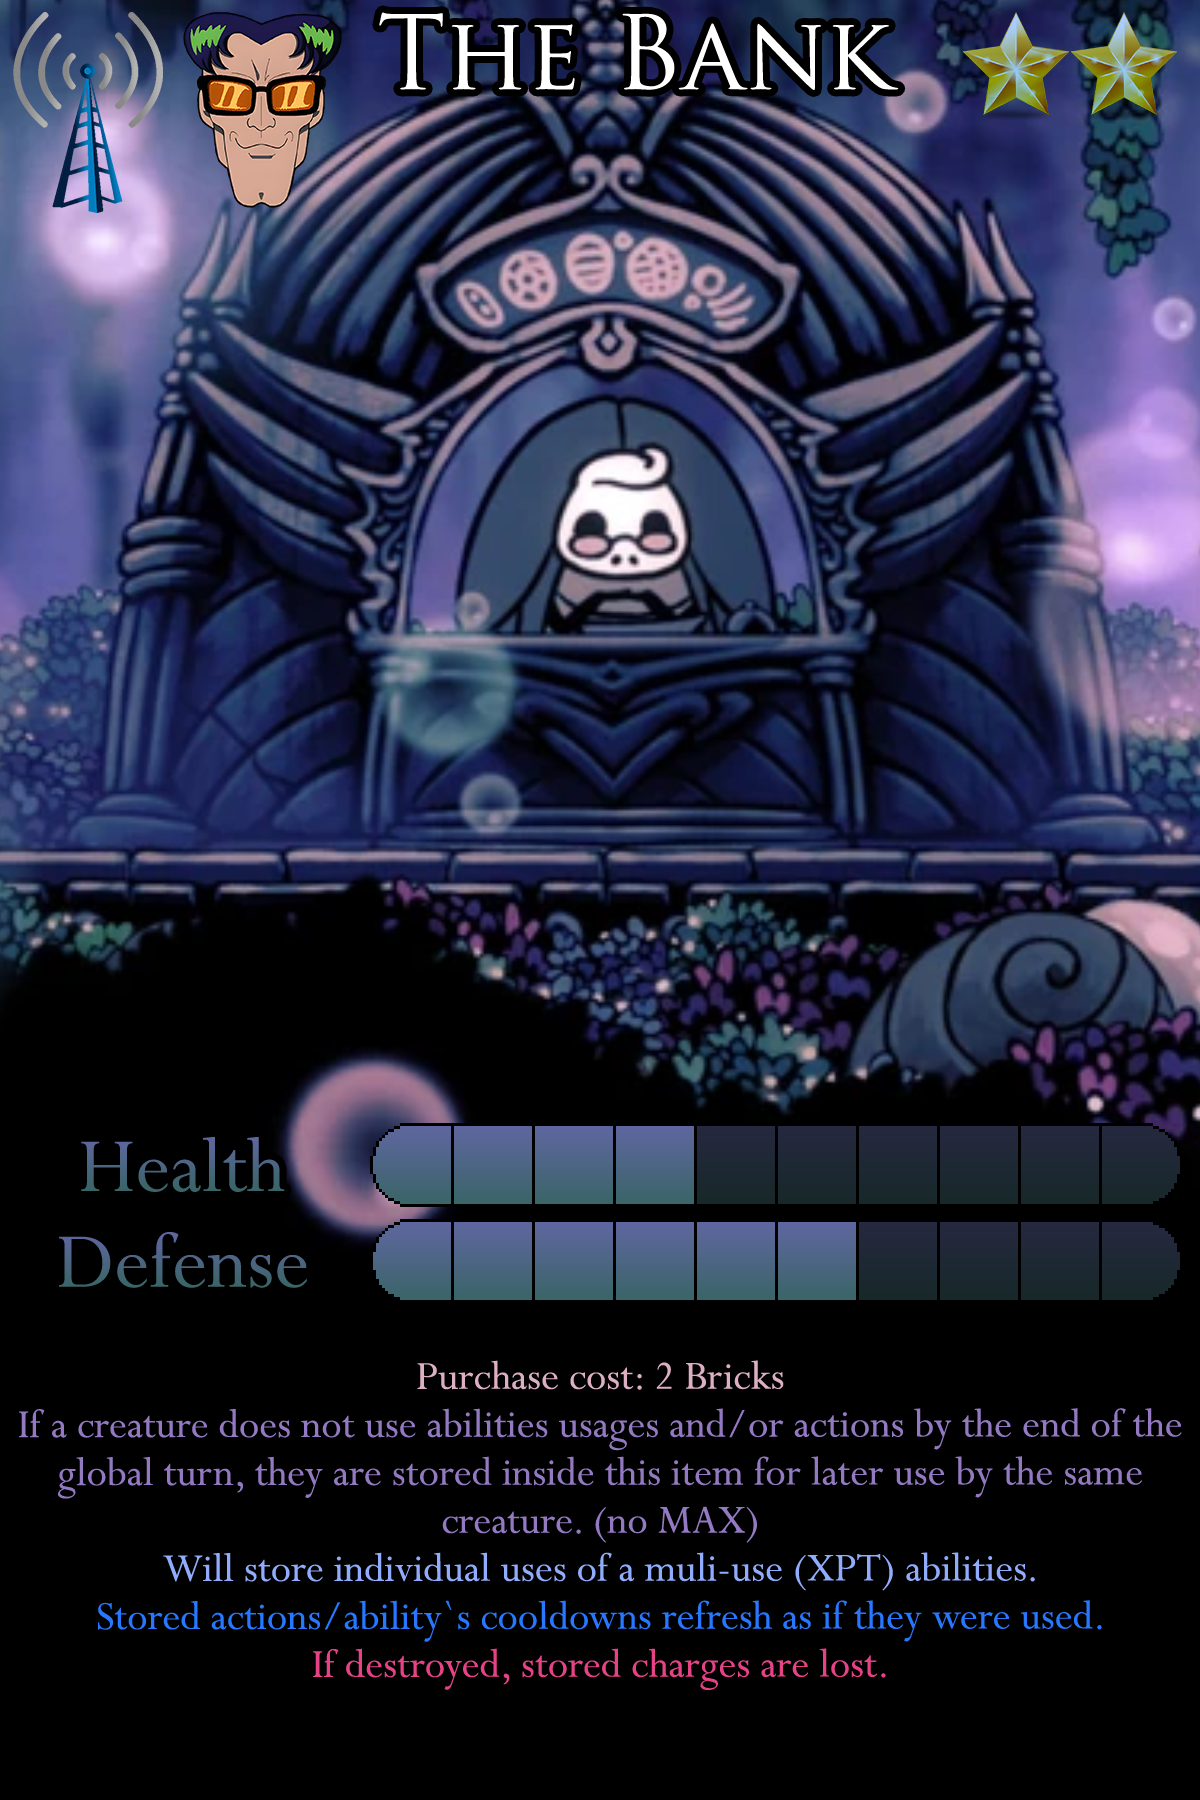 The Bank
Health
Defense
Purchase cost: 2 Bricks
If a creature does not use abilities usages and/or actions by the end of the
global turn, they are stored inside this item for later use by the same
creature. (no MAX)
Will store individual uses of a muli-use (XPT) abilities.
Stored actions/ability`s cooldowns refresh as if they were used.
If destroyed, stored charges are lost.